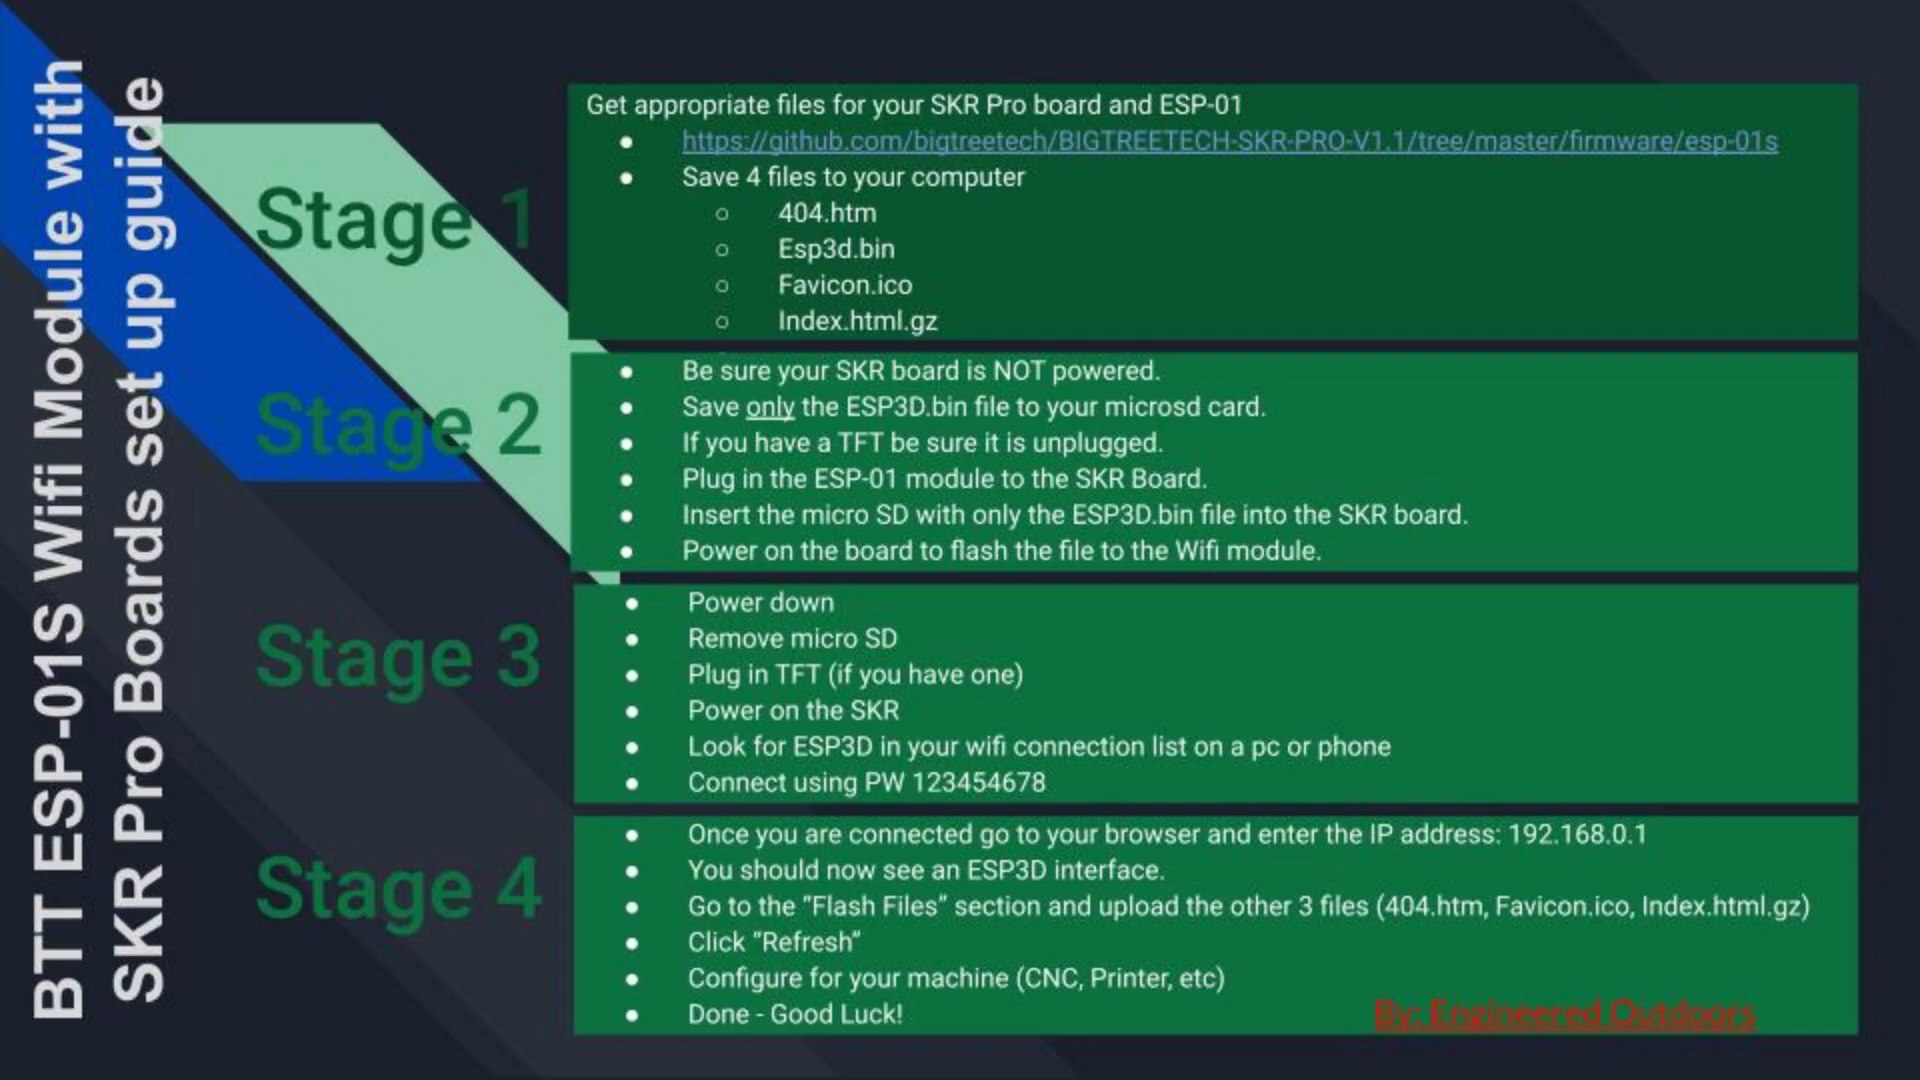 BTT ESP-01S Wifi Module with
SKR Pro Boards set up guide
Stage 1
Get appropriate files for your SKR Pro board and ESP-01
● https://github.com/bigtreetech/BIGTREETECH-SKR-PRO-V1.1/tree/master/firmware/esp-01s
● Save 4 files to your computer
○ 404.htm
○ Esp3d.bin
○ Favicon.ico
○ Index.html.gz
Stage 2
● Be sure your SKR board is NOT powered.
● Save only the ESP3D.bin file to your microsd card.
● If you have a TFT be sure it is unplugged.
● Plug in the ESP-01 module to the SKR Board.
● Insert the micro SD with only the ESP3D.bin file into the SKR board.
● Power on the board to flash the file to the Wifi module.
Stage 3
● Power down
● Remove micro SD
● Plug in TFT (if you have one)
● Power on the SKR
● Look for ESP3D in your wifi connection list on a pc or phone
● Connect using PW 123454678
Stage 4
● Once you are connected go to your browser and enter the IP address: 192.168.0.1
● You should now see an ESP3D interface.
● Go to the “Flash Files” section and upload the other 3 files (404.htm, Favicon.ico, Index.html.gz)
● Click “Refresh”
● Configure for your machine (CNC, Printer, etc)
● Done - Good Luck!
By: Engineered Outdoors